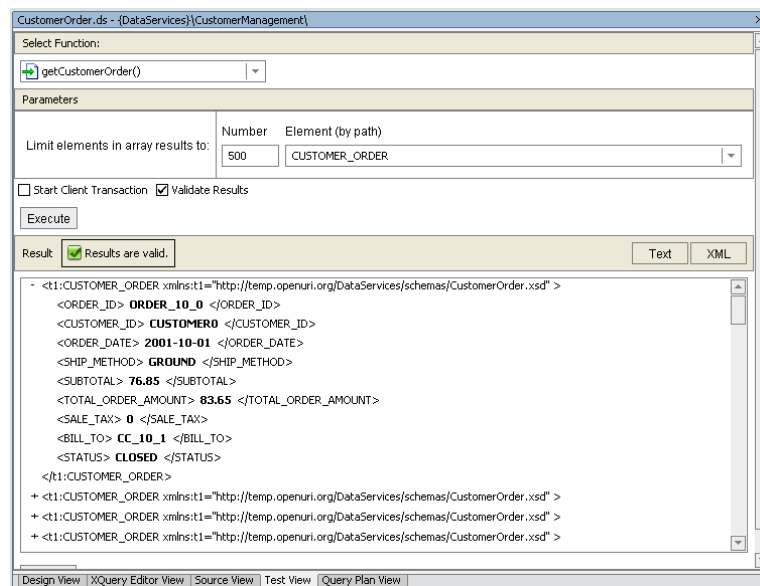 CustomerOrder.ds - {DataServices}\CustomerManagement\
Select Function:
getCustomerOrder()
Parameters
Number Element (by path)
Limit elements in array results to:
500 CUSTOMER_ORDER
Start Client Transaction Validate Results
Execute
Result Results are valid. Text XML
- <t1:CUSTOMER_ORDER xmlns:t1="http://temp.openuri.org/DataServices/schemas/CustomerOrder.xsd" >
<ORDER_ID> ORDER_10_0 </ORDER_ID>
<CUSTOMER_ID> CUSTOMER0 </CUSTOMER_ID>
<ORDER_DATE> 2001-10-01 </ORDER_DATE>
<SHIP_METHOD> GROUND </SHIP_METHOD>
<SUBTOTAL> 76.85 </SUBTOTAL>
<TOTAL_ORDER_AMOUNT> 83.65 </TOTAL_ORDER_AMOUNT>
<SALE_TAX> 0 </SALE_TAX>
<BILL_TO> CC_10_1 </BILL_TO>
<STATUS> CLOSED </STATUS>
</t1:CUSTOMER_ORDER>
+ <t1:CUSTOMER_ORDER xmlns:t1="http://temp.openuri.org/DataServices/schemas/CustomerOrder.xsd" >
+ <t1:CUSTOMER_ORDER xmlns:t1="http://temp.openuri.org/DataServices/schemas/CustomerOrder.xsd" >
+ <t1:CUSTOMER_ORDER xmlns:t1="http://temp.openuri.org/DataServices/schemas/CustomerOrder.xsd" >
Design View XQuery Editor View Source View Test View Query Plan View